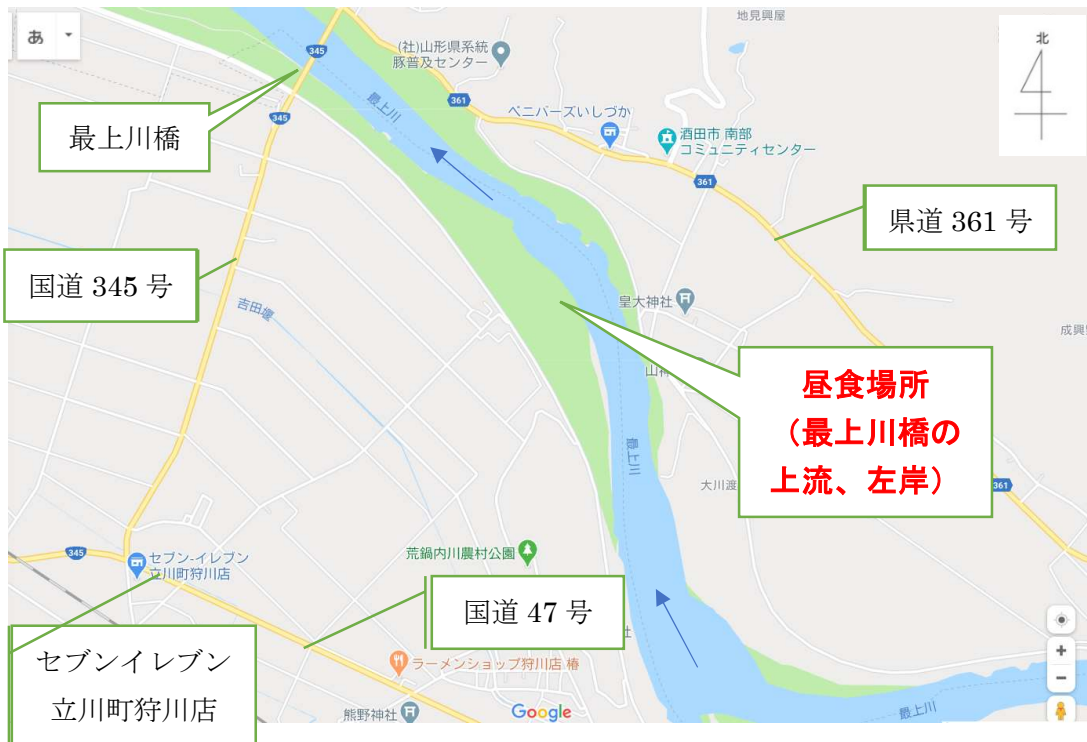 あ
地見興屋
北
345
(社)山形県系統
豚普及センター
361
ベニバーズいしづか
最上川橋
345
最上川
酒田市 南部
コミュニティセンター
361
県道 361 号
国道 345 号
吉田堰
皇大神社
成興
山神
昼食場所
（最上川橋の
上流、左岸）
最上川
大川渡
361
345
セブン-イレブン
立川町狩川店
荒鍋内川農村公園
国道 47 号
社
セブンイレブン
立川町狩川店
ラーメンショップ狩川店 椿
熊野神社
Google
最上川
+
−